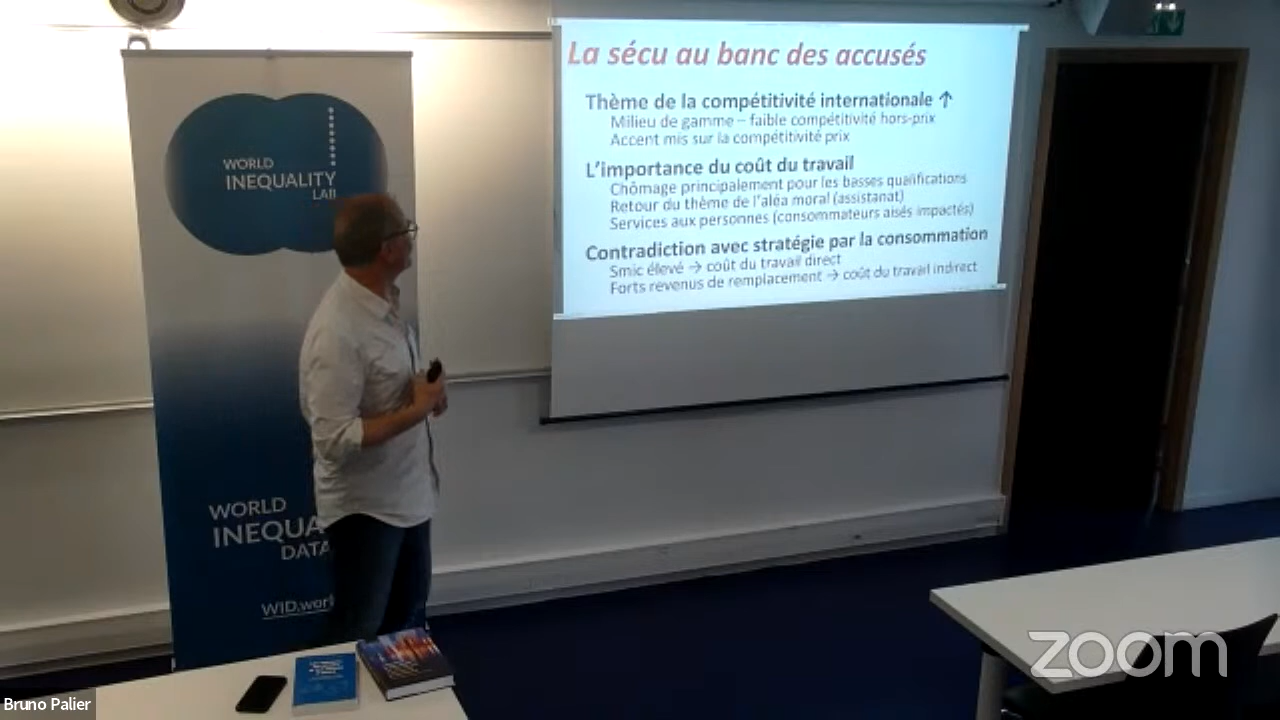 La sécu au banc des accusés
Thème de la compétitivité internationale ↑
Milieu de gamme – faible compétitivité hors-prix
Accent mis sur la compétitivité prix
L'importance du coût du travail
Chômage principalement pour les basses qualifications
Retour du thème de l'aléa moral (assistanat)
Services aux personnes (consommateurs aisés impactés)
Contradiction avec stratégie par la consommation
Smic élevé → coût du travail direct
Forts revenus de remplacement → coût du travail indirect
WORLD
INEQUALITY
LAB
WORLD
INEQUA
DATA
WID.worl
Bruno Palier
zoom